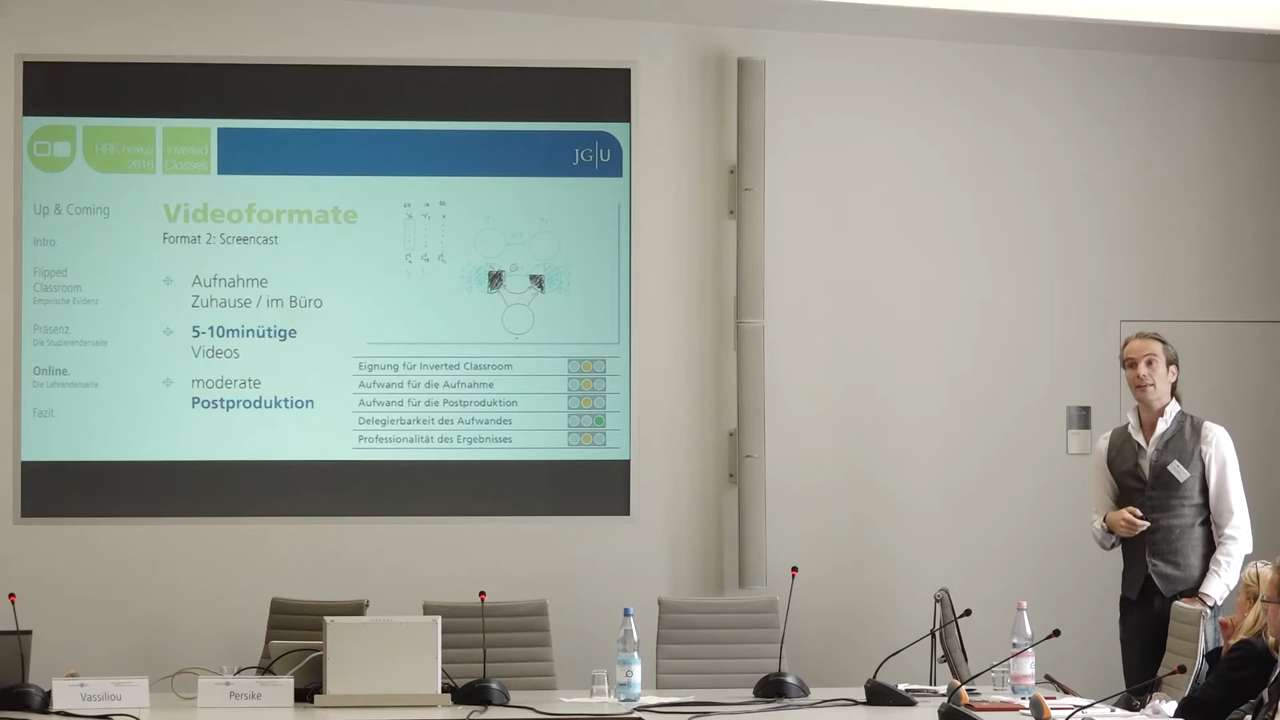 HRK nexus
2016
Inverted
Classes
JG|U
Up & Coming
Intro.
Flipped
Classroom.
Empirische Evidenz
Präsenz.
Die Studierendenseite
Online.
Die Lehrendenseite
Fazit.
Videoformate
Format 2: Screencast
Aufnahme
Zuhause / im Büro
5-10minütige
Videos
moderate
Postproduktion
Eignung für Inverted Classroom
Aufwand für die Aufnahme
Aufwand für die Postproduktion
Delegierbarkeit des Aufwandes
Professionalität des Ergebnisses
Vassiliou
Persike